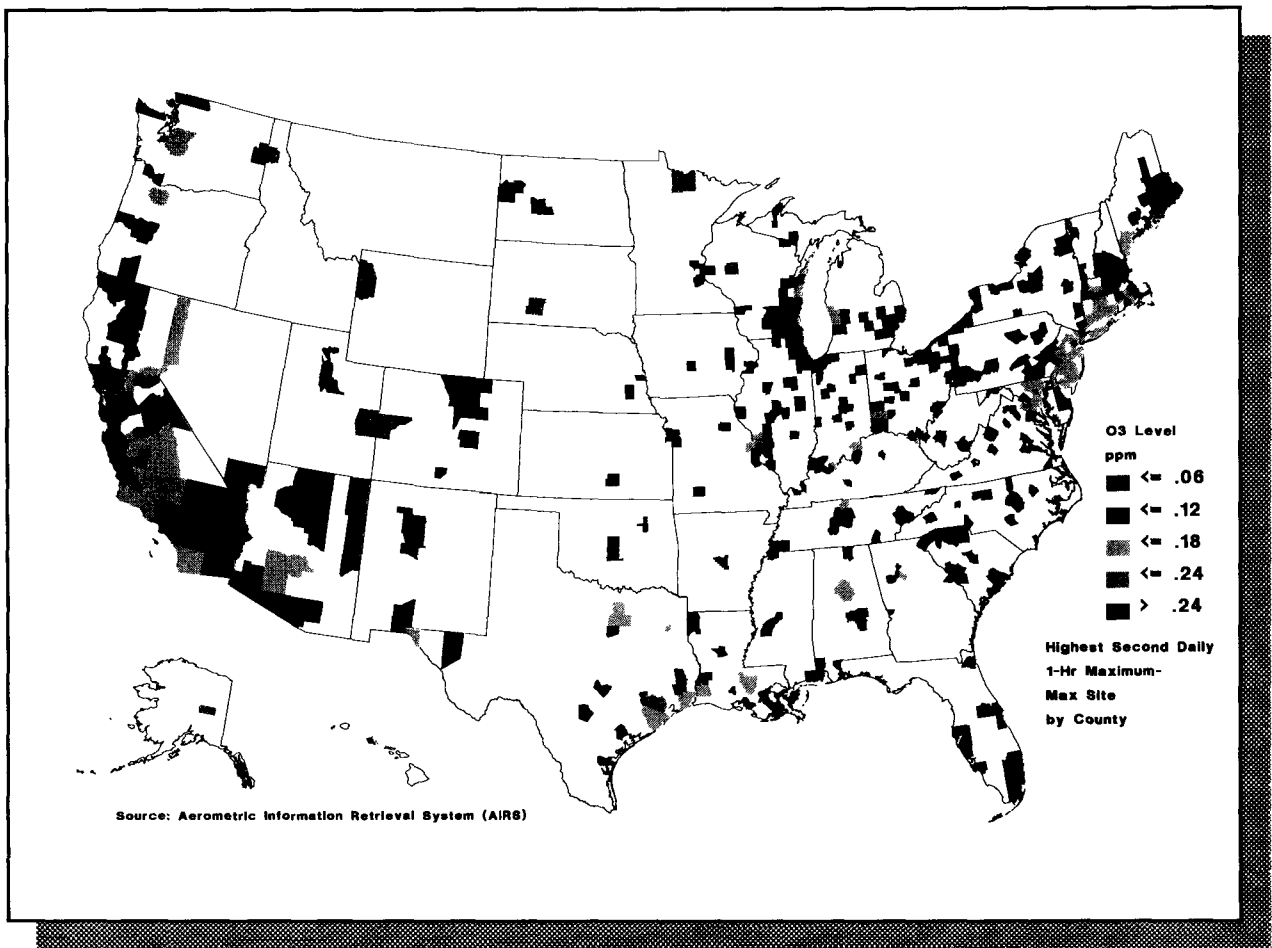 O3 Level
ppm
<= .06
<= .12
<= .18
<= .24
> .24
Highest Second Daily
1-Hr Maximum-
Max Site
by County
Source: Aerometric Information Retrieval System (AIRS)